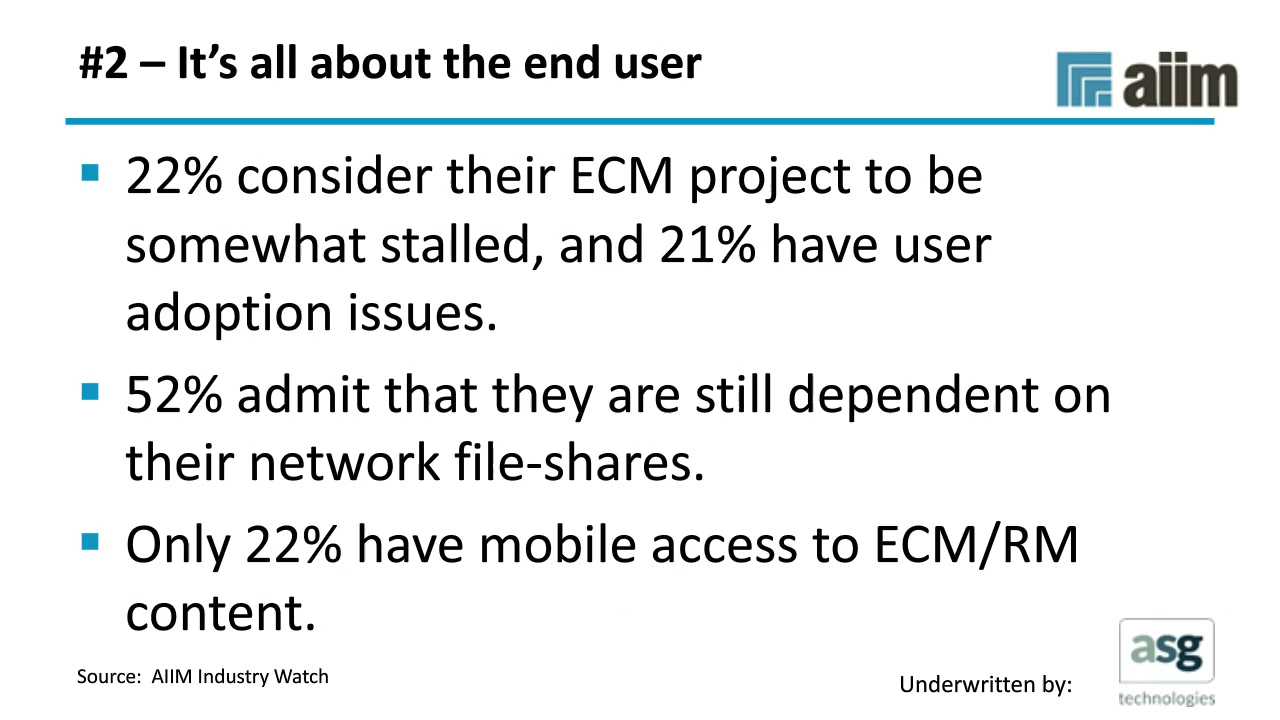 #2 – It’s all about the end user
aiim
▪ 22% consider their ECM project to be
somewhat stalled, and 21% have user
adoption issues.
▪ 52% admit that they are still dependent on
their network file-shares.
▪ Only 22% have mobile access to ECM/RM
content.
Source:  AIIM Industry Watch
Underwritten by:
asg
technologies